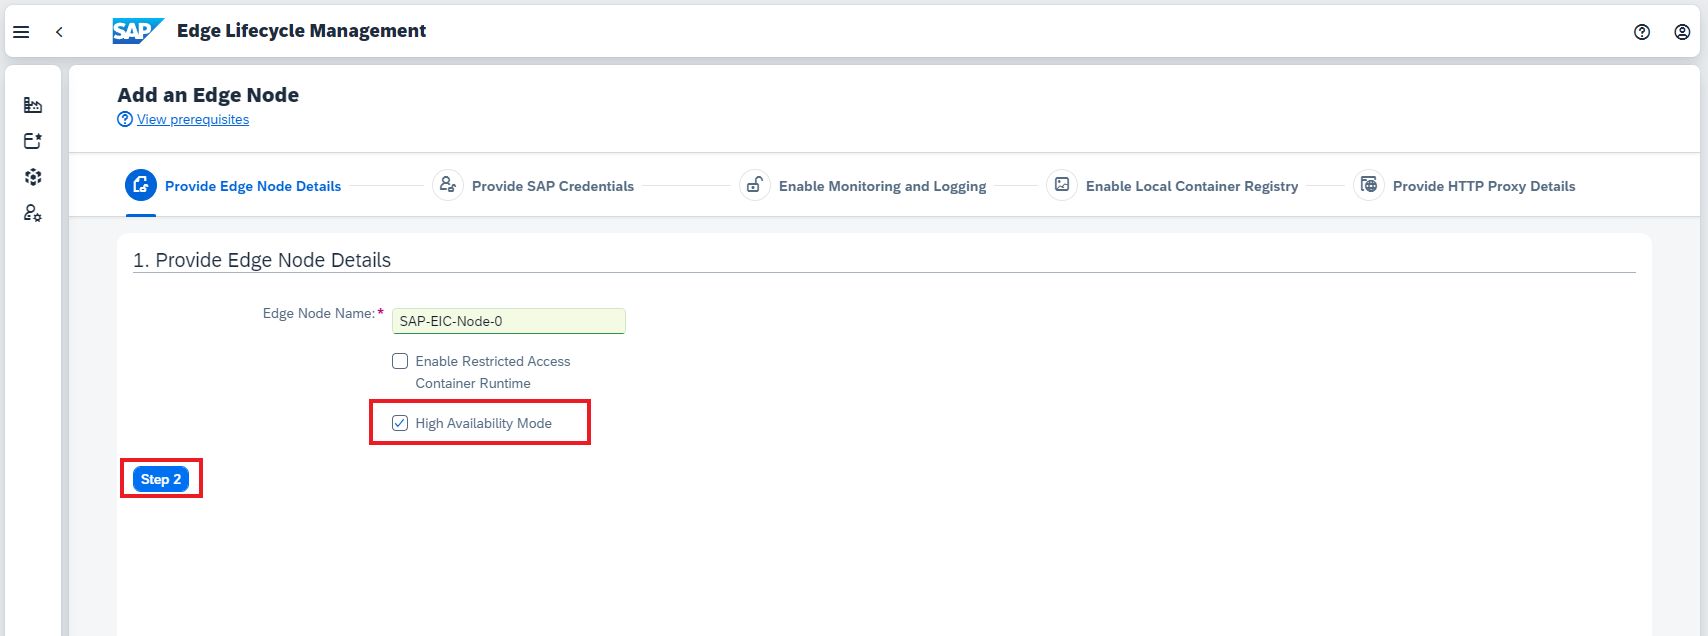 SAP Edge Lifecycle Management
Add an Edge Node
View prerequisites
Provide Edge Node Details
Provide SAP Credentials
Enable Monitoring and Logging
Enable Local Container Registry
Provide HTTP Proxy Details
1. Provide Edge Node Details
Edge Node Name:* SAP-EIC-Node-0
Enable Restricted Access
Container Runtime
High Availability Mode
Step 2